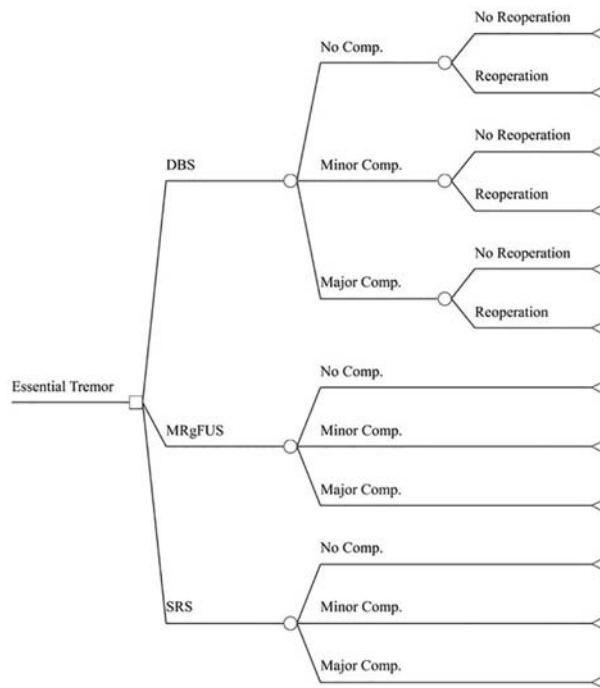 No Reoperation
No Comp.
Reoperation
No Reoperation
DBS
Minor Comp.
Reoperation
No Reoperation
Major Comp.
Reoperation
No Comp.
Essential Tremor
MRgFUS
Minor Comp.
Major Comp.
No Comp.
SRS
Minor Comp.
Major Comp.